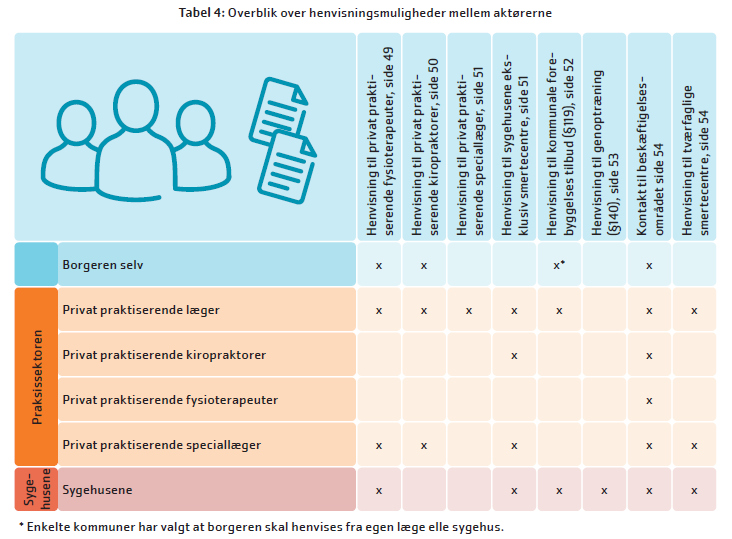 Tabel 4: Overblik over henvisningsmuligheder mellem aktørerne
Henvisning til privat prakti-
serende fysioterapeuter, side 49
Henvisning til privat prakti-
serende kiropraktorer, side 50
Henvisning til privat prakti-
serende speciallæger, side 51
Henvisning til sygehusene eks-
klusiv smertecentre, side 51
Henvisning til kommunale fore-
byggelses tilbud (§119), side 52
Henvisning til genoptræning
(§140), side 53
Kontakt til beskæftigelses-
området side 54
Henvisning til tværfaglige
smertecentre, side 54
Borgeren selv x x x* x
Praksissektoren
Privat praktiserende læger x x x x x x x
Privat praktiserende kiropraktorer x x
Privat praktiserende fysioterapeuter x
Privat praktiserende speciallæger x x x x x
Syge-
husene
Sygehusene x x x x x x
* Enkelte kommuner har valgt at borgeren skal henvises fra egen læge elle sygehus.